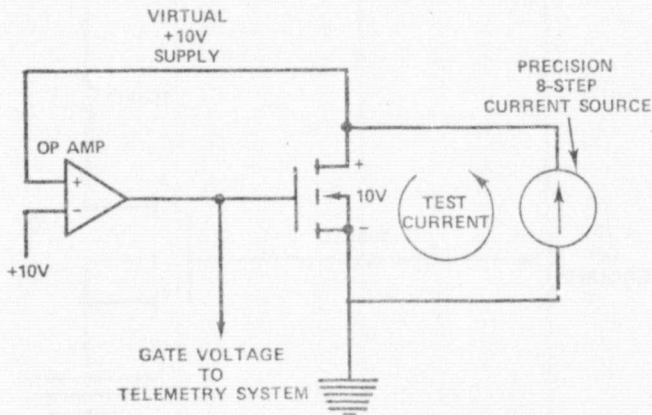 VIRTUAL
+10V
SUPPLY
PRECISION
8-STEP
CURRENT SOURCE
OP AMP
+
-
+10V
+
10V
-
TEST
CURRENT
GATE VOLTAGE
TO
TELEMETRY SYSTEM